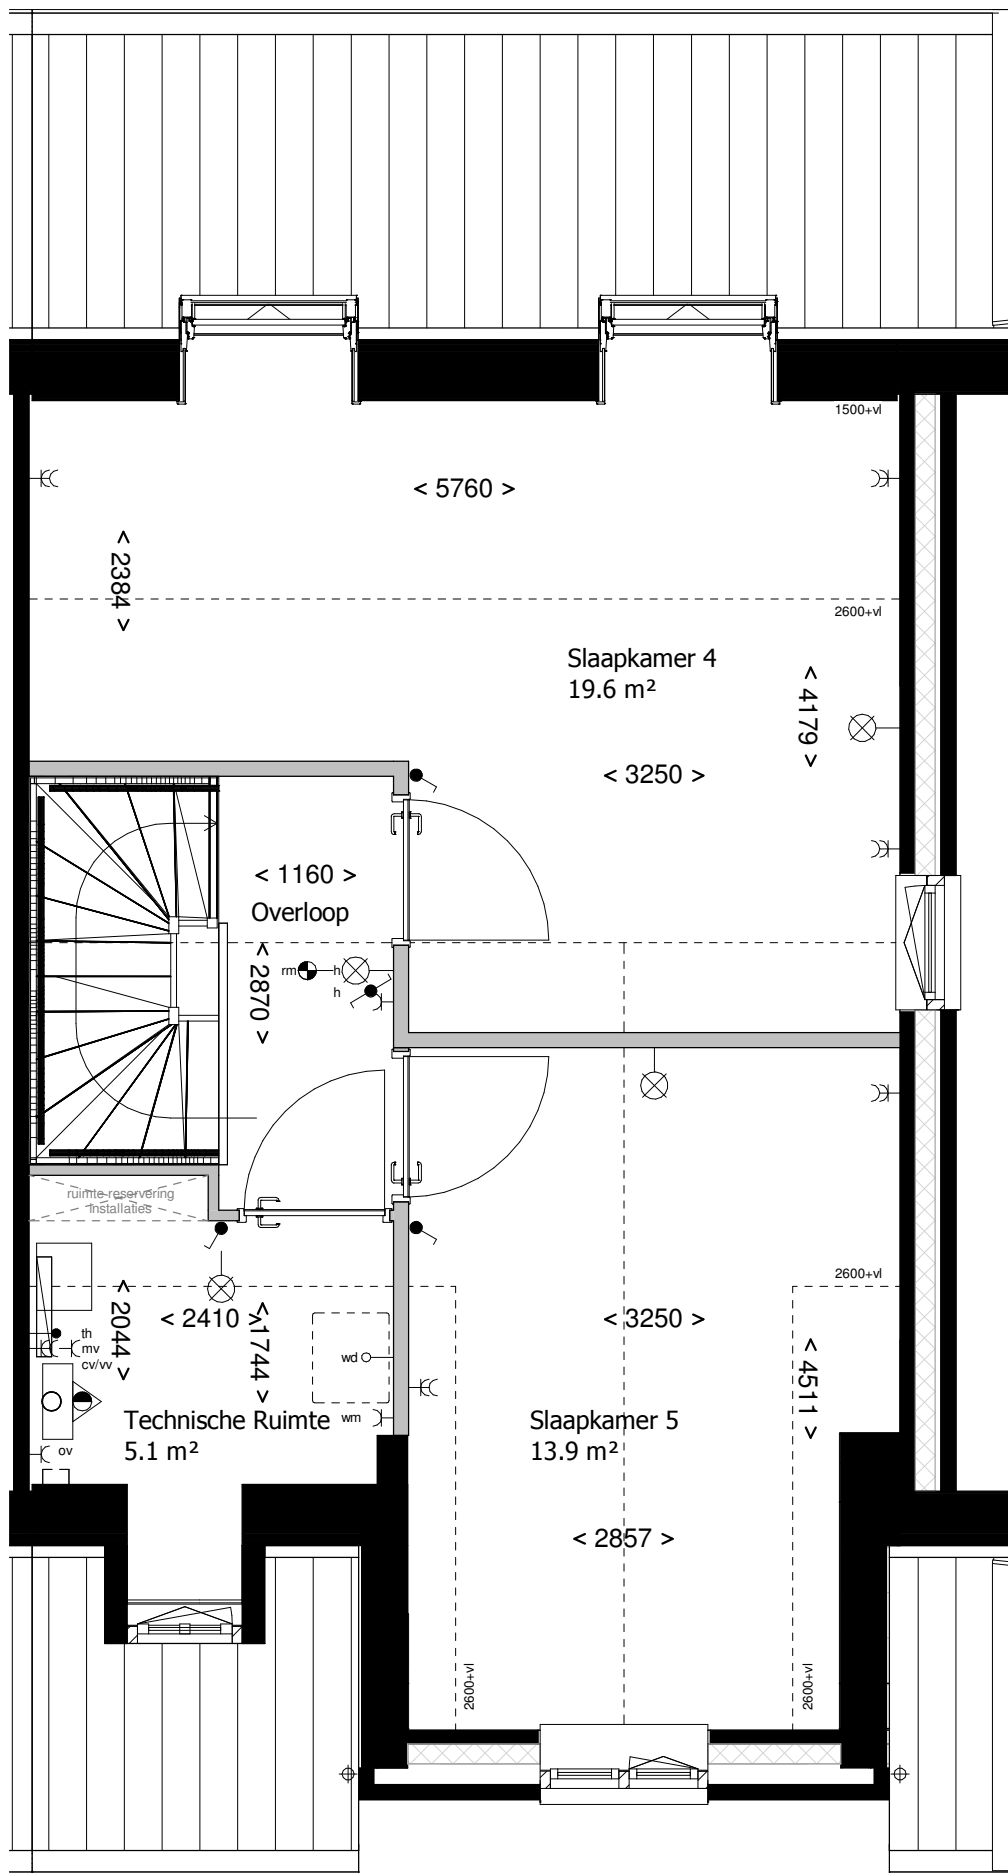 1500+vl
< 5760 >
< 2384 >
2600+vl
Slaapkamer 4
19.6 m²
< 4179 >
< 3250 >
< 1160 >
Overloop
< 2870 >
rm
h
h
ruimte reservering
installaties
2600+vl
< 2044 >
< 2410 >
< 1744 >
< 3250 >
th
mv
cv/vv
wd
wm
< 4511 >
Technische Ruimte
5.1 m²
ov
Slaapkamer 5
13.9 m²
< 2857 >
2600+vl
2600+vl